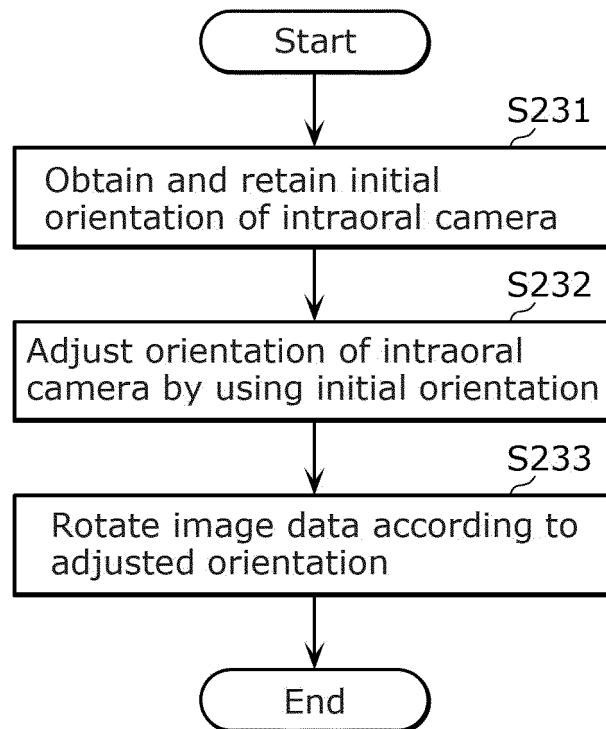 Start
S231
Obtain and retain initial
orientation of intraoral camera
S232
Adjust orientation of intraoral
camera by using initial orientation
S233
Rotate image data according to
adjusted orientation
End